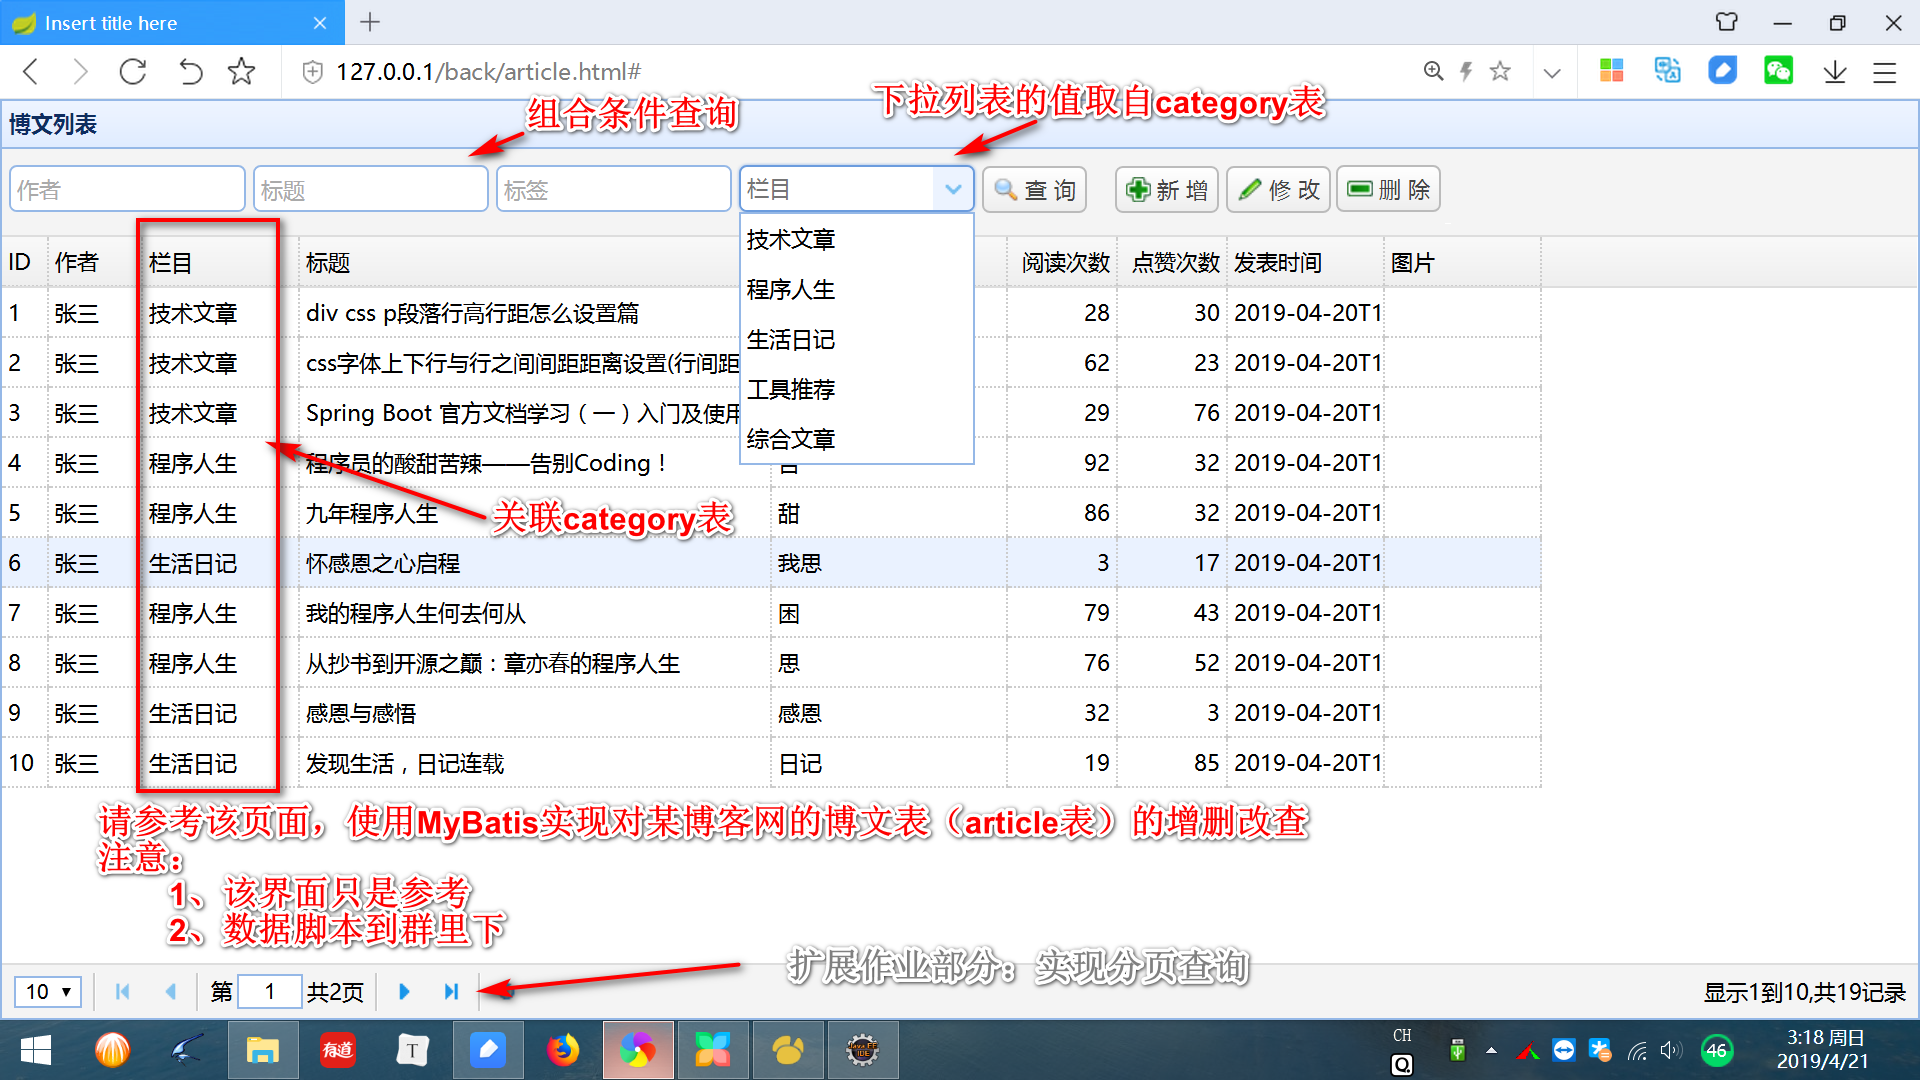 Insert title here
127.0.0.1/back/article.html#
组合条件查询
下拉列表的值取自category表
博文列表
作者 标题 标签 栏目 查 询 新 增 修 改 删 除
技术文章
程序人生
生活日记
工具推荐
综合文章
ID 作者 栏目 标题 阅读次数 点赞次数 发表时间 图片
1 张三 技术文章 div css p段落行高行距怎么设置篇 28 30 2019-04-20T1
2 张三 技术文章 css字体上下行与行之间间距距离设置(行间距 62 23 2019-04-20T1
3 张三 技术文章 Spring Boot 官方文档学习（一）入门及使用 29 76 2019-04-20T1
4 张三 程序人生 程序员的酸甜苦辣——告别Coding！ 92 32 2019-04-20T1
5 张三 程序人生 九年程序人生 甜 86 32 2019-04-20T1
关联category表
6 张三 生活日记 怀感恩之心启程 我思 3 17 2019-04-20T1
7 张三 程序人生 我的程序人生何去何从 困 79 43 2019-04-20T1
8 张三 程序人生 从抄书到开源之巅：章亦春的程序人生 思 76 52 2019-04-20T1
9 张三 生活日记 感恩与感悟 感恩 32 3 2019-04-20T1
10 张三 生活日记 发现生活，日记连载 日记 19 85 2019-04-20T1
请参考该页面，使用MyBatis实现对某博客网的博文表（article表）的增删改查
注意：
1、该界面只是参考
2、数据脚本到群里下
扩展作业部分：实现分页查询
10 第 1 共2页 显示1到10,共19记录
有道
T
Java EE
IDE
CH
Q
46
3:18 周日
2019/4/21